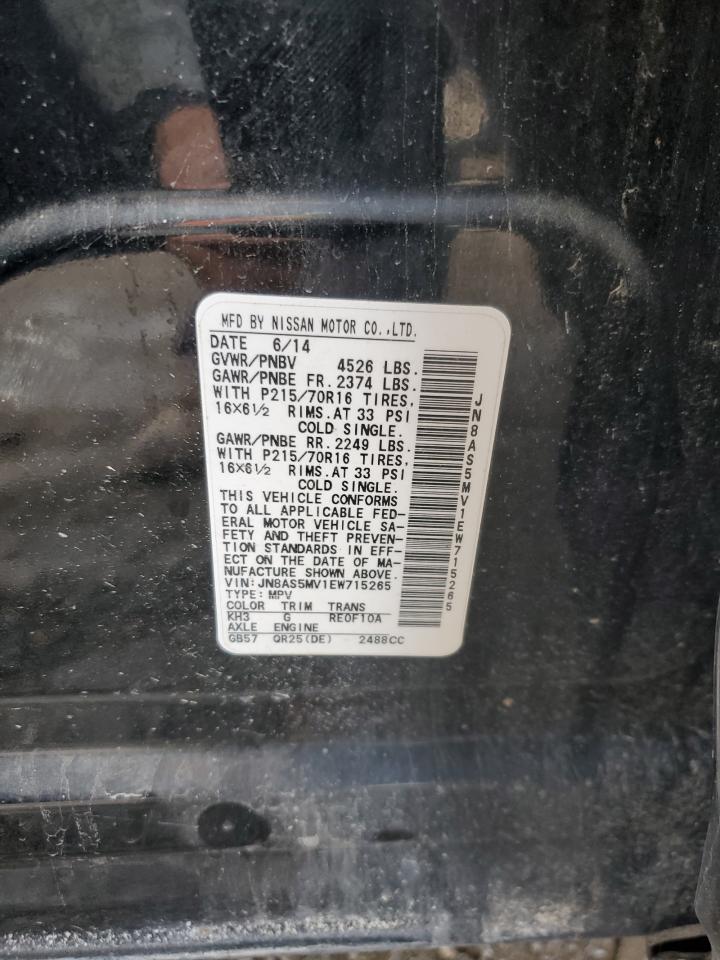 MFD BY NISSAN MOTOR CO.,LTD.
DATE 6/14
GVWR/PNBV 4526 LBS.
GAWR/PNBE FR. 2374 LBS.
WITH P215/70R16 TIRES,
16×6½ RIMS. AT 33 PSI
COLD SINGLE.
GAWR/PNBE RR. 2249 LBS.
WITH P215/70R16 TIRES,
16×6½ RIMS. AT 33 PSI
COLD SINGLE.
THIS VEHICLE CONFORMS
TO ALL APPLICABLE FED-
ERAL MOTOR VEHICLE SA-
FETY AND THEFT PREVEN-
TION STANDARDS IN EFF-
ECT ON THE DATE OF MA-
NUFACTURE SHOWN ABOVE.
VIN:JN8AS5MV1EW715265
TYPE: MPV
COLOR TRIM TRANS
KH3 G RE0F10A
AXLE ENGINE
GB57 QR25(DE) 2488CC
JN8AS5MV1EW715265